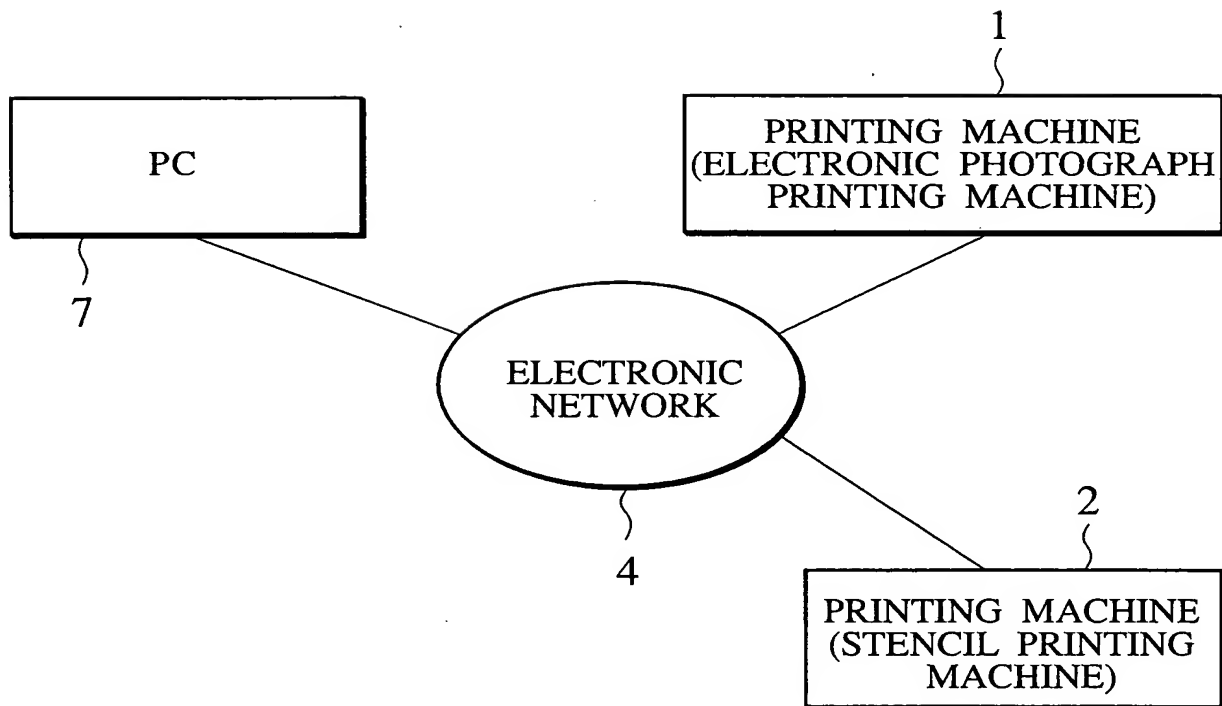 1
PRINTING MACHINE
(ELECTRONIC PHOTOGRAPH
PRINTING MACHINE)
PC
7
ELECTRONIC
NETWORK
4
2
PRINTING MACHINE
(STENCIL PRINTING
MACHINE)